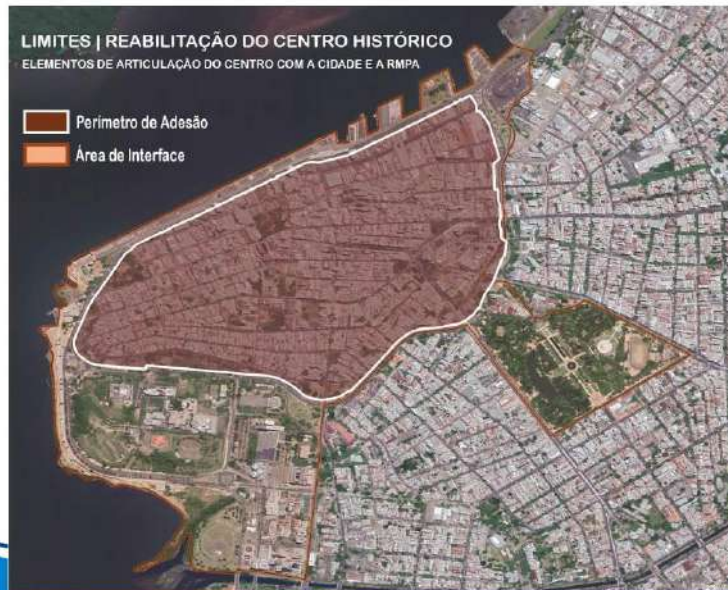 LIMITES | REABILITAÇÃO DO CENTRO HISTÓRICO
ELEMENTOS DE ARTICULAÇÃO DO CENTRO COM A CIDADE E A RMPA
Perímetro de Adesão
Área de Interface